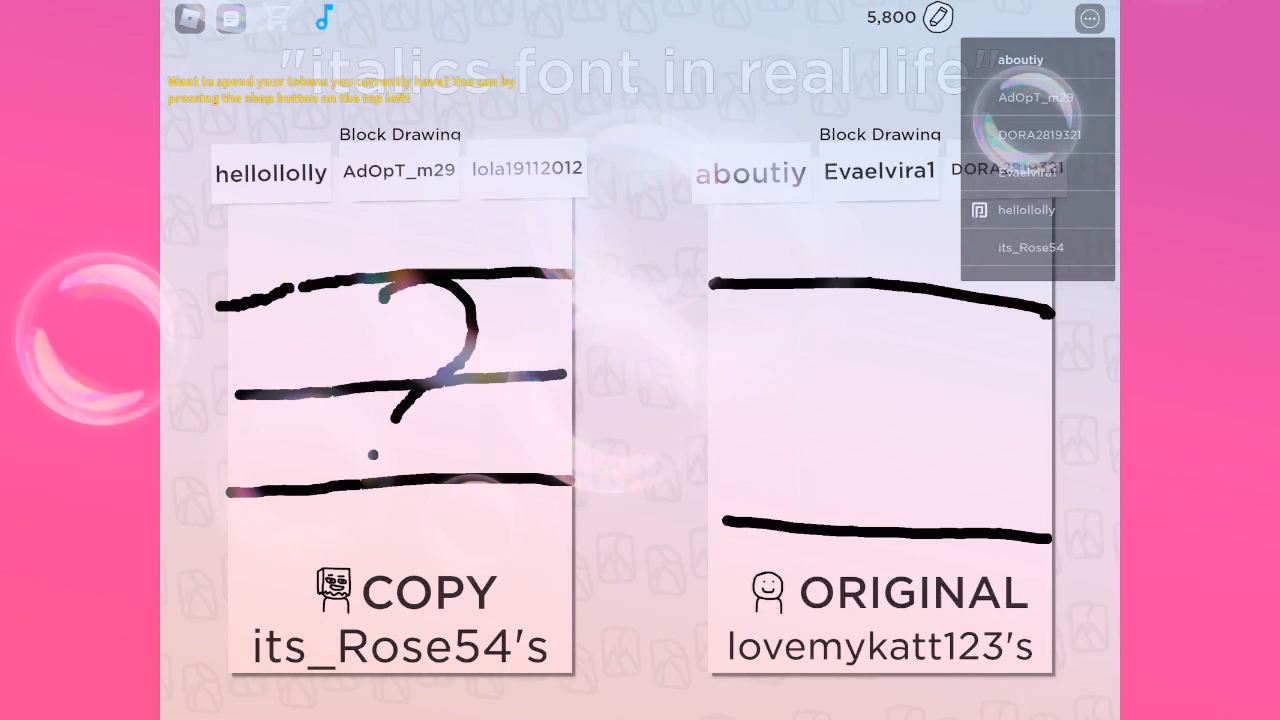 5,800
"italics font in real life"
Want to spend your tokens you currently have? You can by
pressing the shop button on the top left!
aboutiy
AdOpT_m29
DORA2819321
Evaelvira1
hellollolly
its_Rose54
Block Drawing
hellollolly AdOpT_m29 lola19112012
Block Drawing
aboutiy Evaelvira1 DORA2819321
COPY
its_Rose54's
ORIGINAL
lovemykatt123's